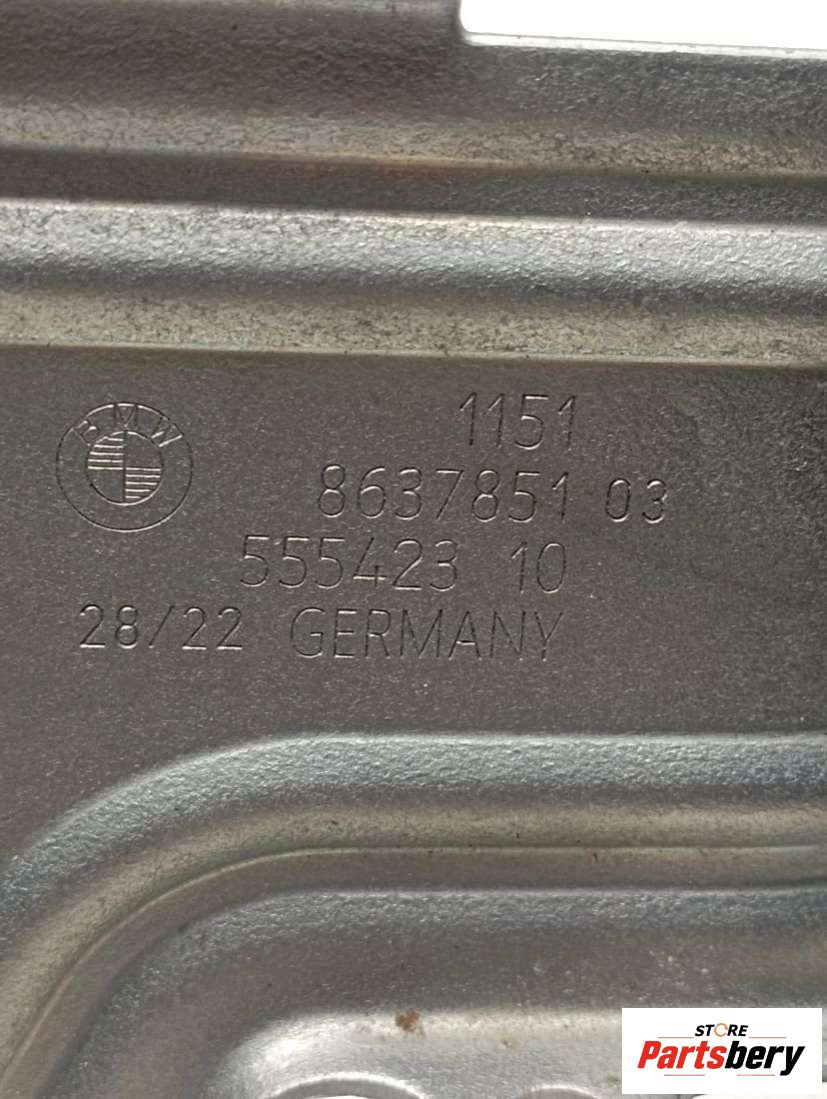 BMW
1151
8637851 03
555423 10
28/22 GERMANY
STORE
Partsbery